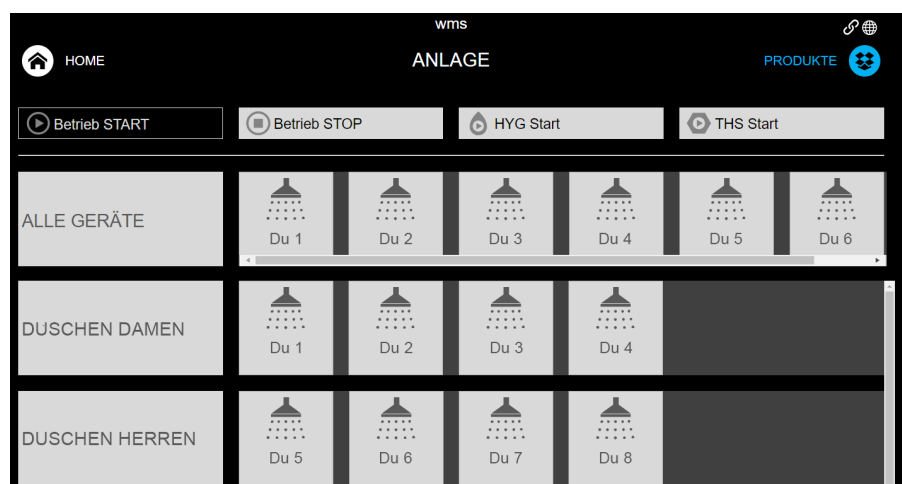 wms
HOME
ANLAGE
PRODUKTE
Betrieb START
Betrieb STOP
HYG Start
THS Start
ALLE GERÄTE
Du 1 Du 2 Du 3 Du 4 Du 5 Du 6
DUSCHEN DAMEN
Du 1 Du 2 Du 3 Du 4
DUSCHEN HERREN
Du 5 Du 6 Du 7 Du 8